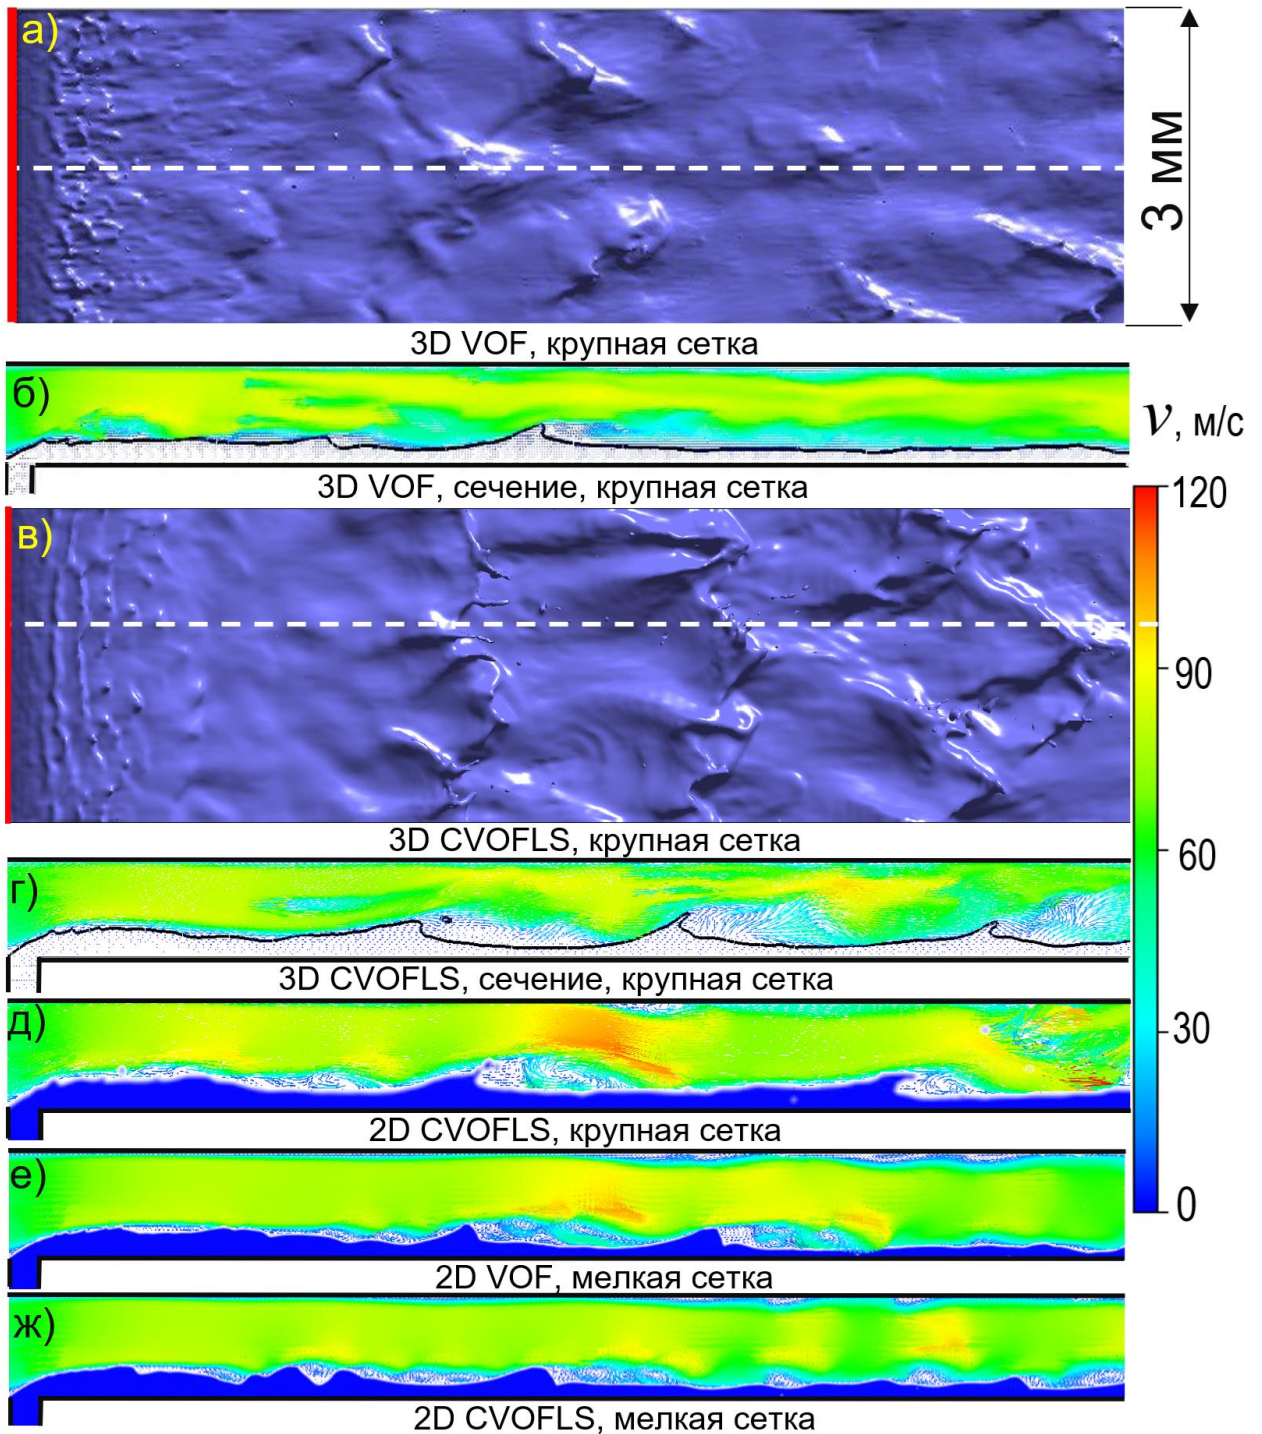 а)
3 мм
3D VOF, крупная сетка
б)
v, м/с
3D VOF, сечение, крупная сетка
120
в)
90
3D CVOFLS, крупная сетка
60
г)
3D CVOFLS, сечение, крупная сетка
д)
30
2D CVOFLS, крупная сетка
е)
0
2D VOF, мелкая сетка
ж)
2D CVOFLS, мелкая сетка